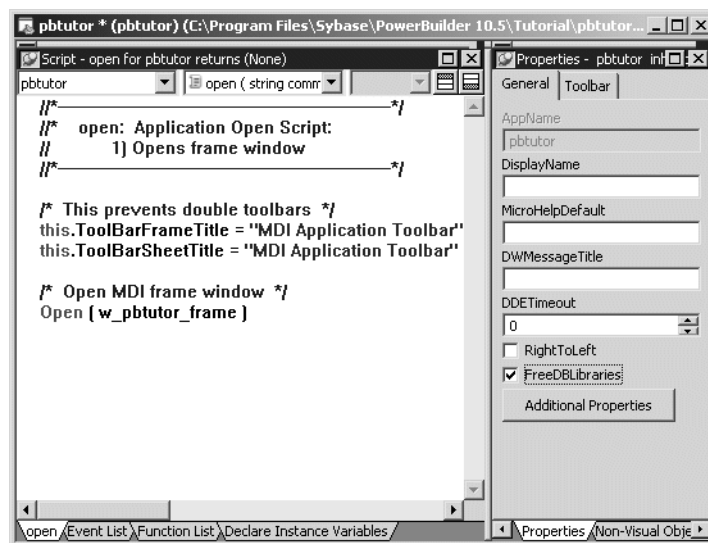 pbtutor * (pbtutor) (C:\Program Files\Sybase\PowerBuilder 10.5\Tutorial\pbtutor...
Script - open for pbtutor returns (None)
pbtutor
open ( string comm
//*—*/
//* open: Application Open Script:
// 1) Opens frame window
//*—*/
/* This prevents double toolbars */
this.ToolBarFrameTitle = "MDI Application Toolbar"
this.ToolBarSheetTitle = "MDI Application Toolbar"
/* Open MDI frame window */
Open ( w_pbtutor_frame )
open
Event List
Function List
Declare Instance Variables
Properties - pbtutor inh
General
Toolbar
AppName
pbtutor
DisplayName
MicroHelpDefault
DWMessageTitle
DDETimeout
0
RightToLeft
FreeDBLibraries
Additional Properties
Properties
Non-Visual Obje